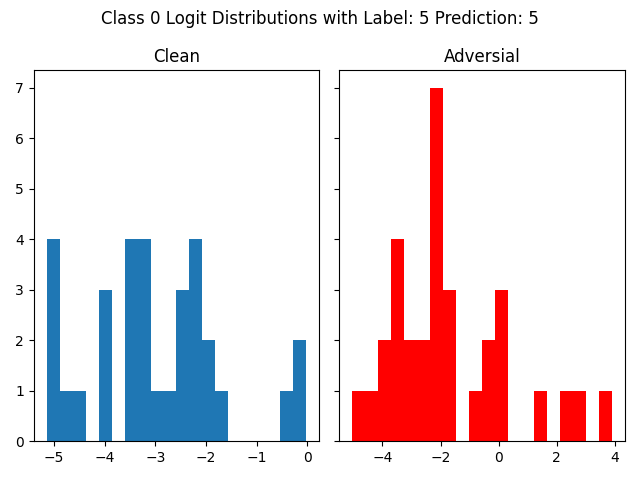 Class 0 Logit Distributions with Label: 5 Prediction: 5
Clean
Adversial
7
6
5
4
3
2
1
0
−5 −4 −3 −2 −1 0
−4 −2 0 2 4